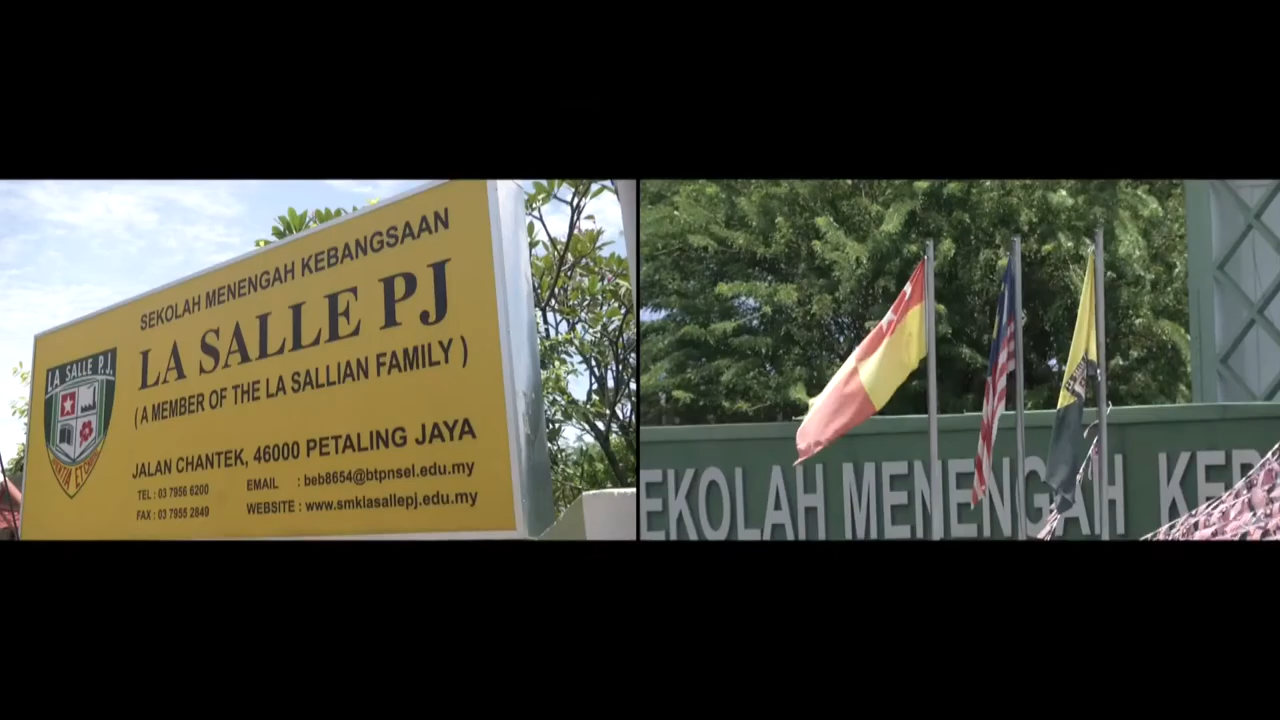 SEKOLAH MENENGAH KEBANGSAAN
LA SALLE PJ
( A MEMBER OF THE LA SALLIAN FAMILY )
LA SALLE P.J.
JALAN CHANTEK, 46000 PETALING JAYA
TEL : 03 7956 6200
EMAIL : beb8654@btpnsel.edu.my
FAX : 03 7955 2849
WEBSITE : www.smklasallepj.edu.my
EKOLAH MENENGAH KEB